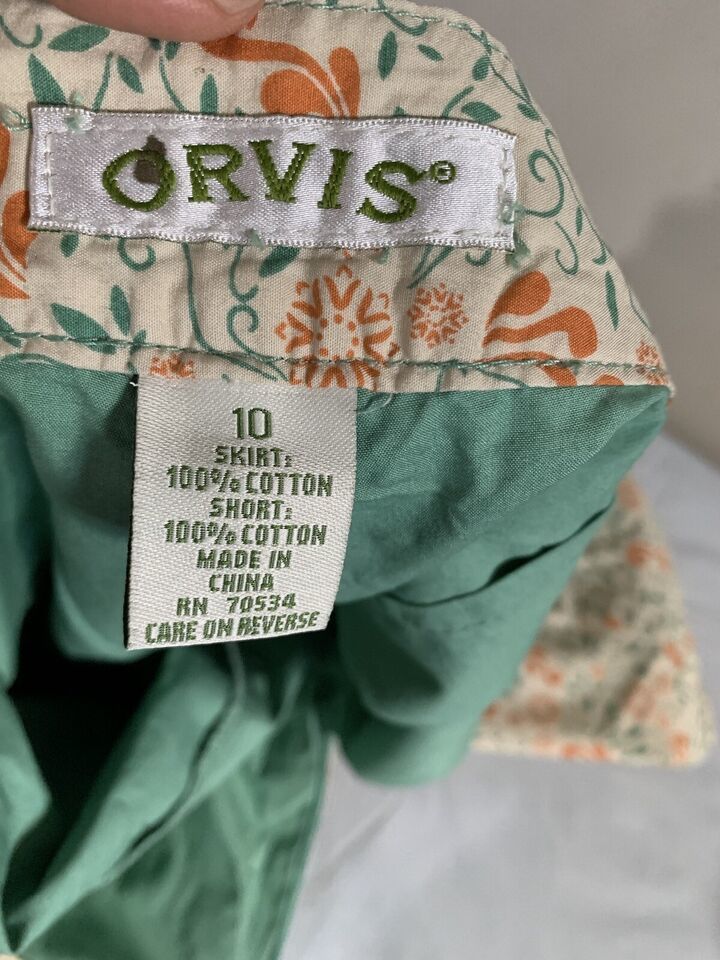 ORVIS®
10
SKIRT:
100% COTTON
SHORT:
100% COTTON
MADE IN
CHINA
RN 70534
CARE ON REVERSE